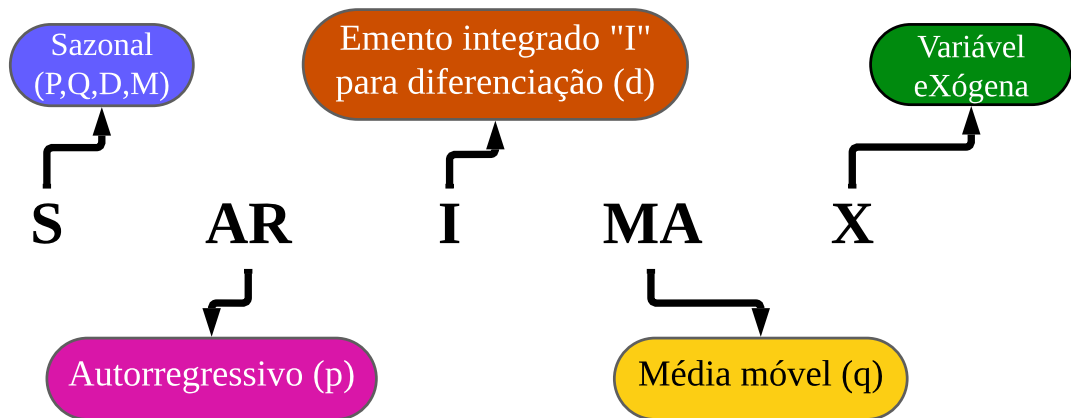 Sazonal
(P,Q,D,M)
Emento integrado "I"
para diferenciação (d)
Variável
eXógena
S AR I MA X
Autorregressivo (p)
Média móvel (q)